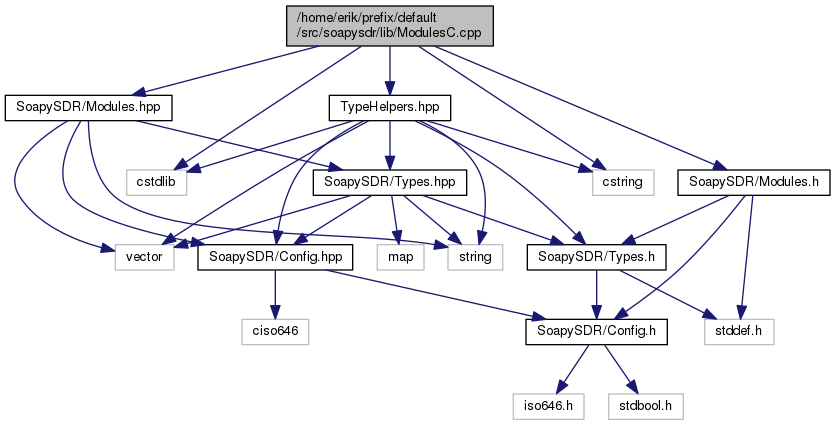 /home/erik/prefix/default
/src/soapysdr/lib/ModulesC.cpp
SoapySDR/Modules.hpp
TypeHelpers.hpp
cstdlib
SoapySDR/Types.hpp
cstring
SoapySDR/Modules.h
vector
SoapySDR/Config.hpp
map
string
SoapySDR/Types.h
ciso646
SoapySDR/Config.h
stddef.h
iso646.h
stdbool.h